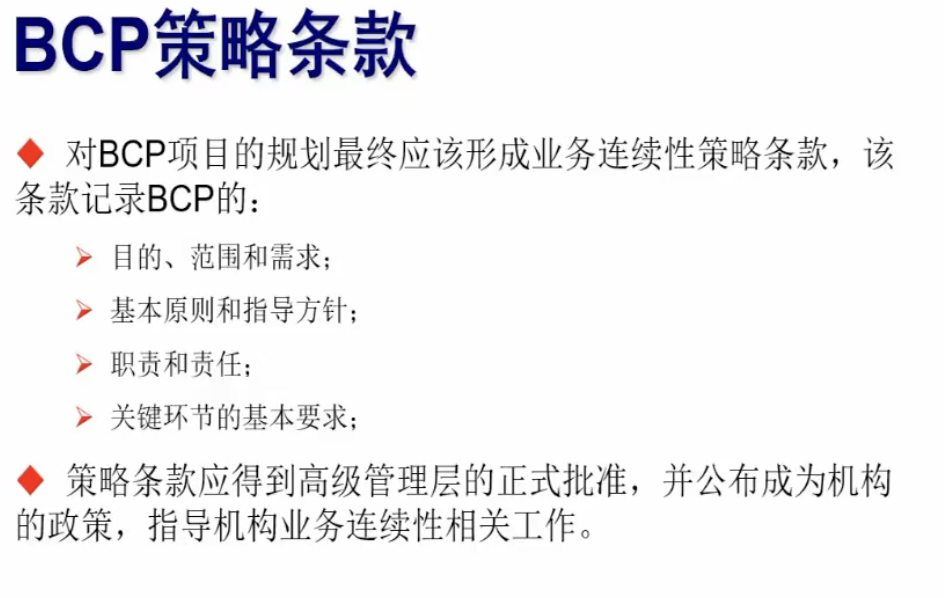 BCP策略条款
对BCP项目的规划最终应该形成业务连续性策略条款，该
条款记录BCP的：
目的、范围和需求；
基本原则和指导方针；
职责和责任；
关键环节的基本要求；
策略条款应得到高级管理层的正式批准，并公布成为机构
的政策，指导机构业务连续性相关工作。